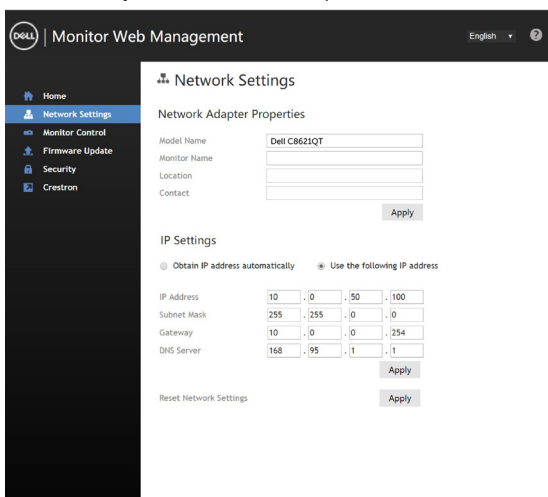 DELL | Monitor Web Management
English
?
Home
Network Settings
Monitor Control
Firmware Update
Security
Crestron
Network Settings
Network Adapter Properties
Model Name Dell C8621QT
Monitor Name
Location
Contact
Apply
IP Settings
Obtain IP address automatically Use the following IP address
IP Address 10 . 0 . 50 . 100
Subnet Mask 255 . 255 . 0 . 0
Gateway 10 . 0 . 0 . 254
DNS Server 168 . 95 . 1 . 1
Apply
Reset Network Settings Apply